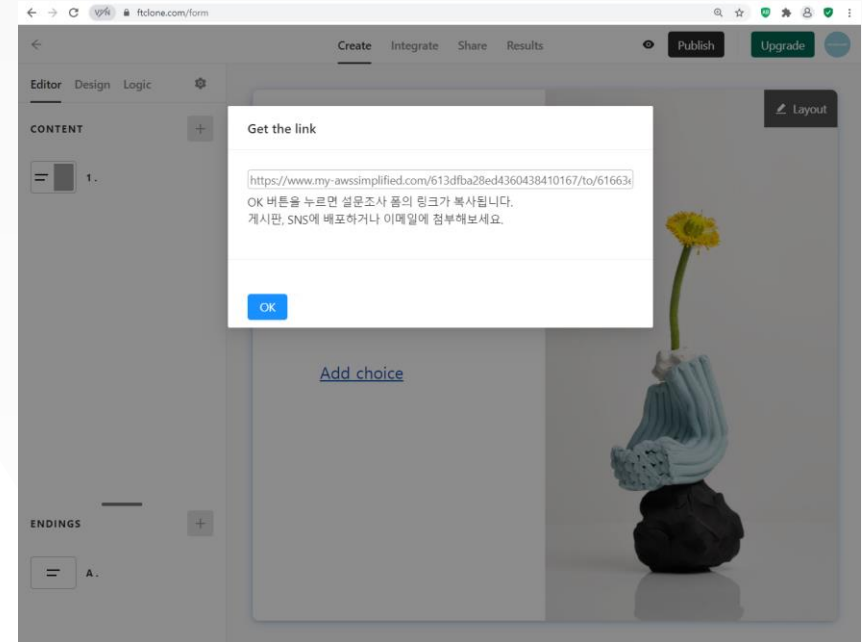 ftclone.com/form
Create Integrate Share Results
Publish
Upgrade
Editor Design Logic
Layout
CONTENT
1.
Get the link
https://www.my-awssimplified.com/613dfba28ed4360438410167/to/61663
OK 버튼을 누르면 설문조사 폼의 링크가 복사됩니다.
게시판, SNS에 배포하거나 이메일에 첨부해보세요.
OK
Add choice
ENDINGS
A.